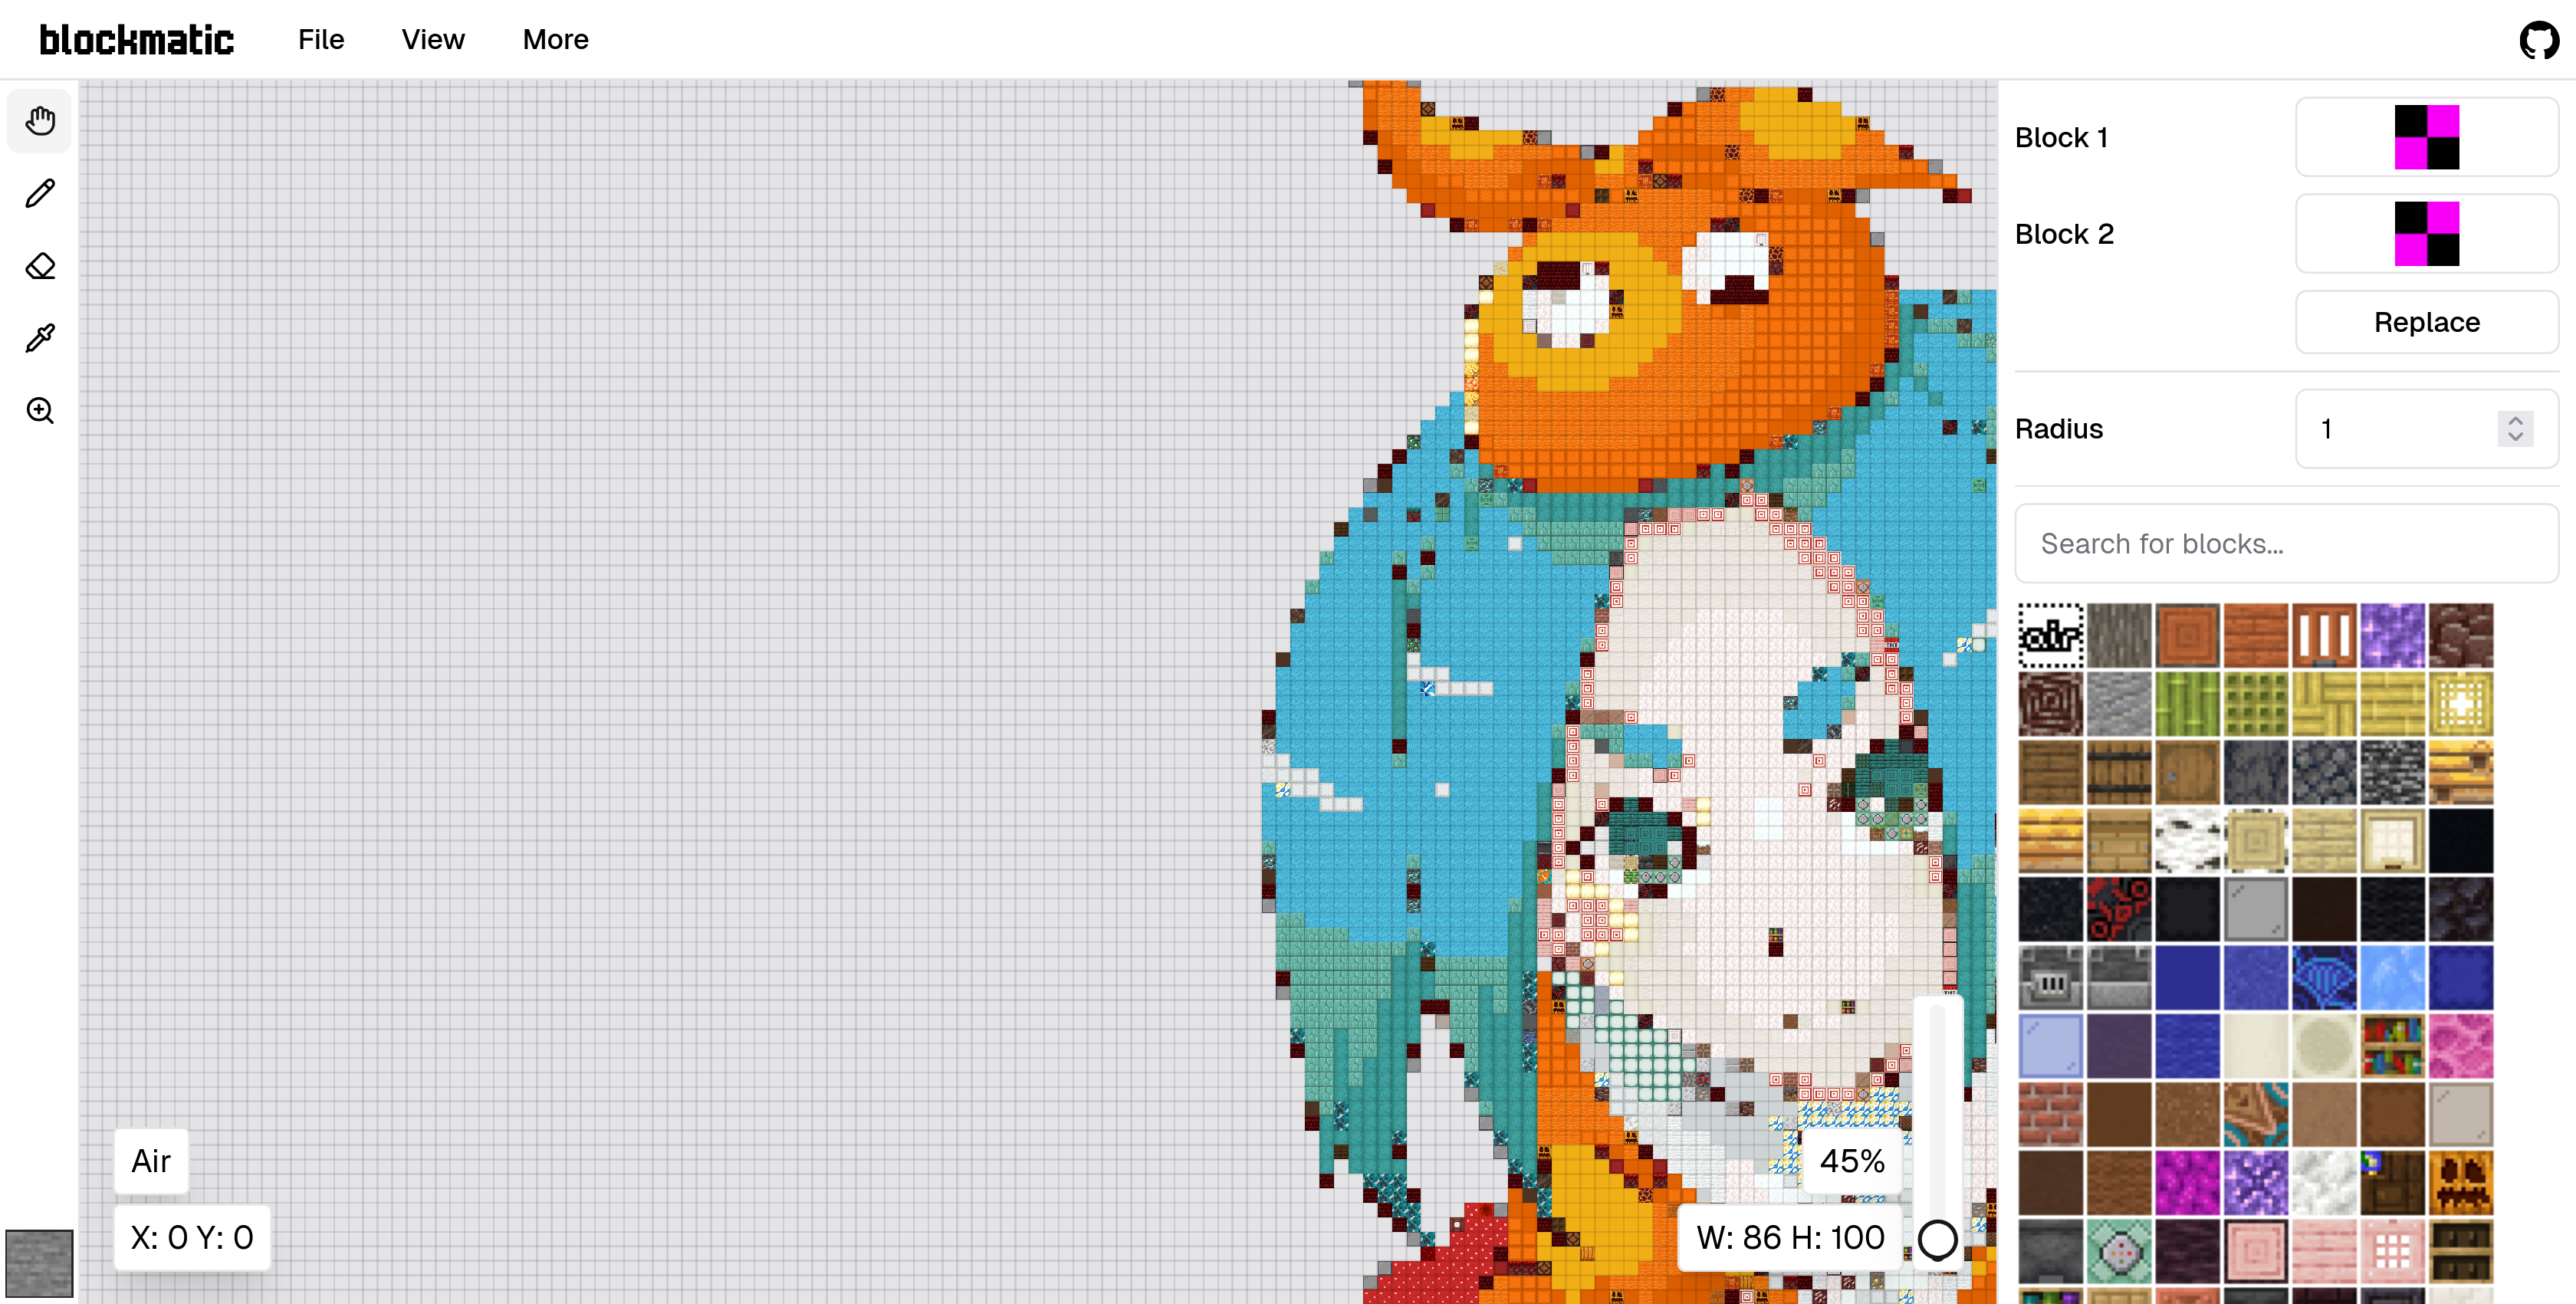 blockmatic File View More
Block 1
Block 2
Replace
Radius 1
Search for blocks...
air
Air
X: 0 Y: 0
45%
W: 86 H: 100